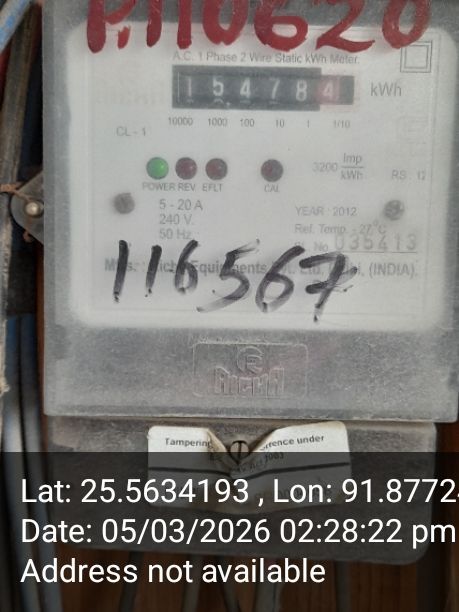 A.C. 1 Phase 2 Wire Static kWh Meter.
1 5 4 7 8 4 kWh
10000 1000 100 10 1 1/10
CL - 1
3200 Imp/kWh RS : 12
POWER REV EFLT CAL
5 - 20 A
240 V.
50 Hz
YEAR : 2012
Ref. Temp. - 27°C
Sl. No. 035413
(INDIA).
116567
Tampering
under
Lat: 25.5634193 , Lon: 91.8772
Date: 05/03/2026 02:28:22 pm
Address not available